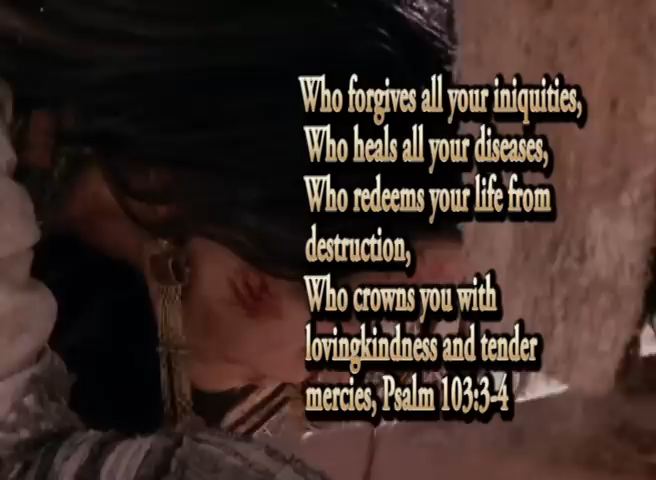 Who forgives all your iniquities,
Who heals all your diseases,
Who redeems your life from
destruction,
Who crowns you with
lovingkindness and tender
mercies, Psalm 103:3-4